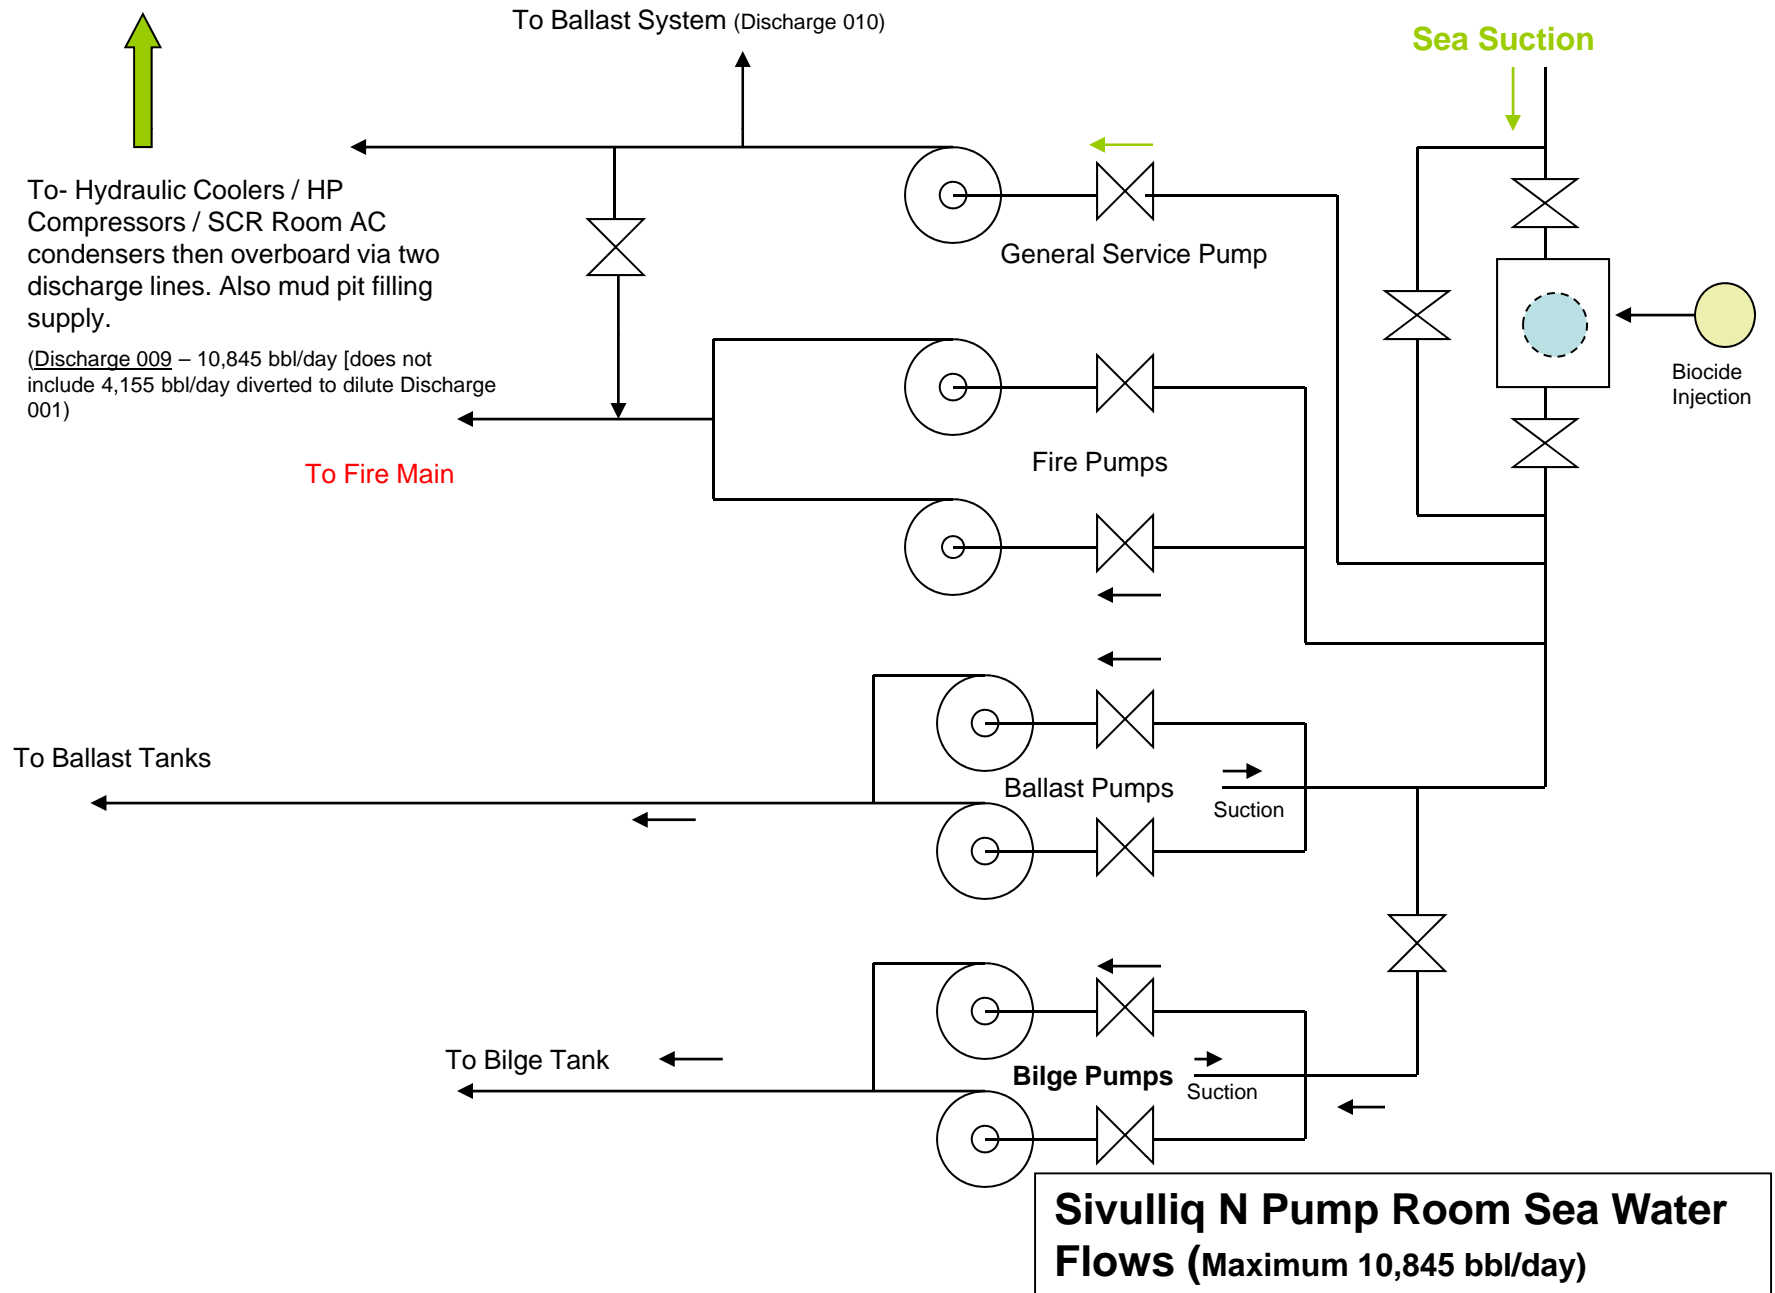 To Ballast System (Discharge 010)
Sea Suction
To- Hydraulic Coolers / HP
Compressors / SCR Room AC
condensers then overboard via two
discharge lines. Also mud pit filling
supply.
(Discharge 009 – 10,845 bbl/day [does not
include 4,155 bbl/day diverted to dilute Discharge
001)
General Service Pump
Biocide
Injection
Fire Pumps
To Fire Main
To Ballast Tanks
Ballast Pumps
Suction
To Bilge Tank
Bilge Pumps
Suction
Sivulliq N Pump Room Sea Water
Flows (Maximum 10,845 bbl/day)